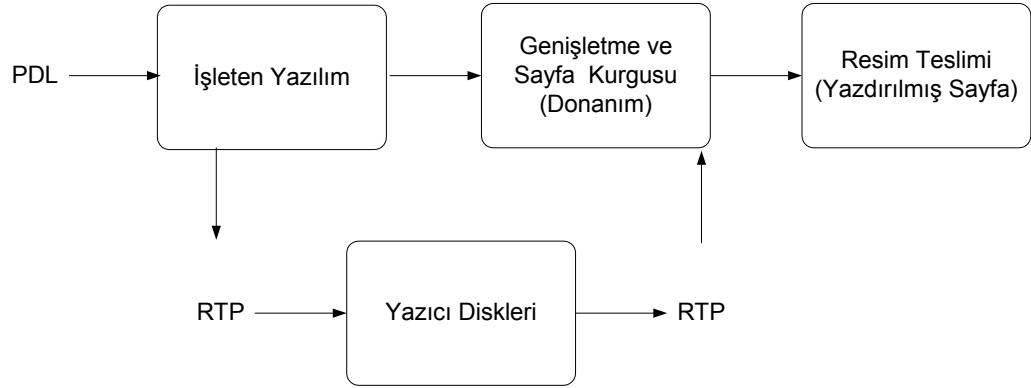 PDL
İşleten Yazılım
Genişletme ve
Sayfa Kurgusu
(Donanım)
Resim Teslimi
(Yazdırılmış Sayfa)
RTP
Yazıcı Diskleri
RTP